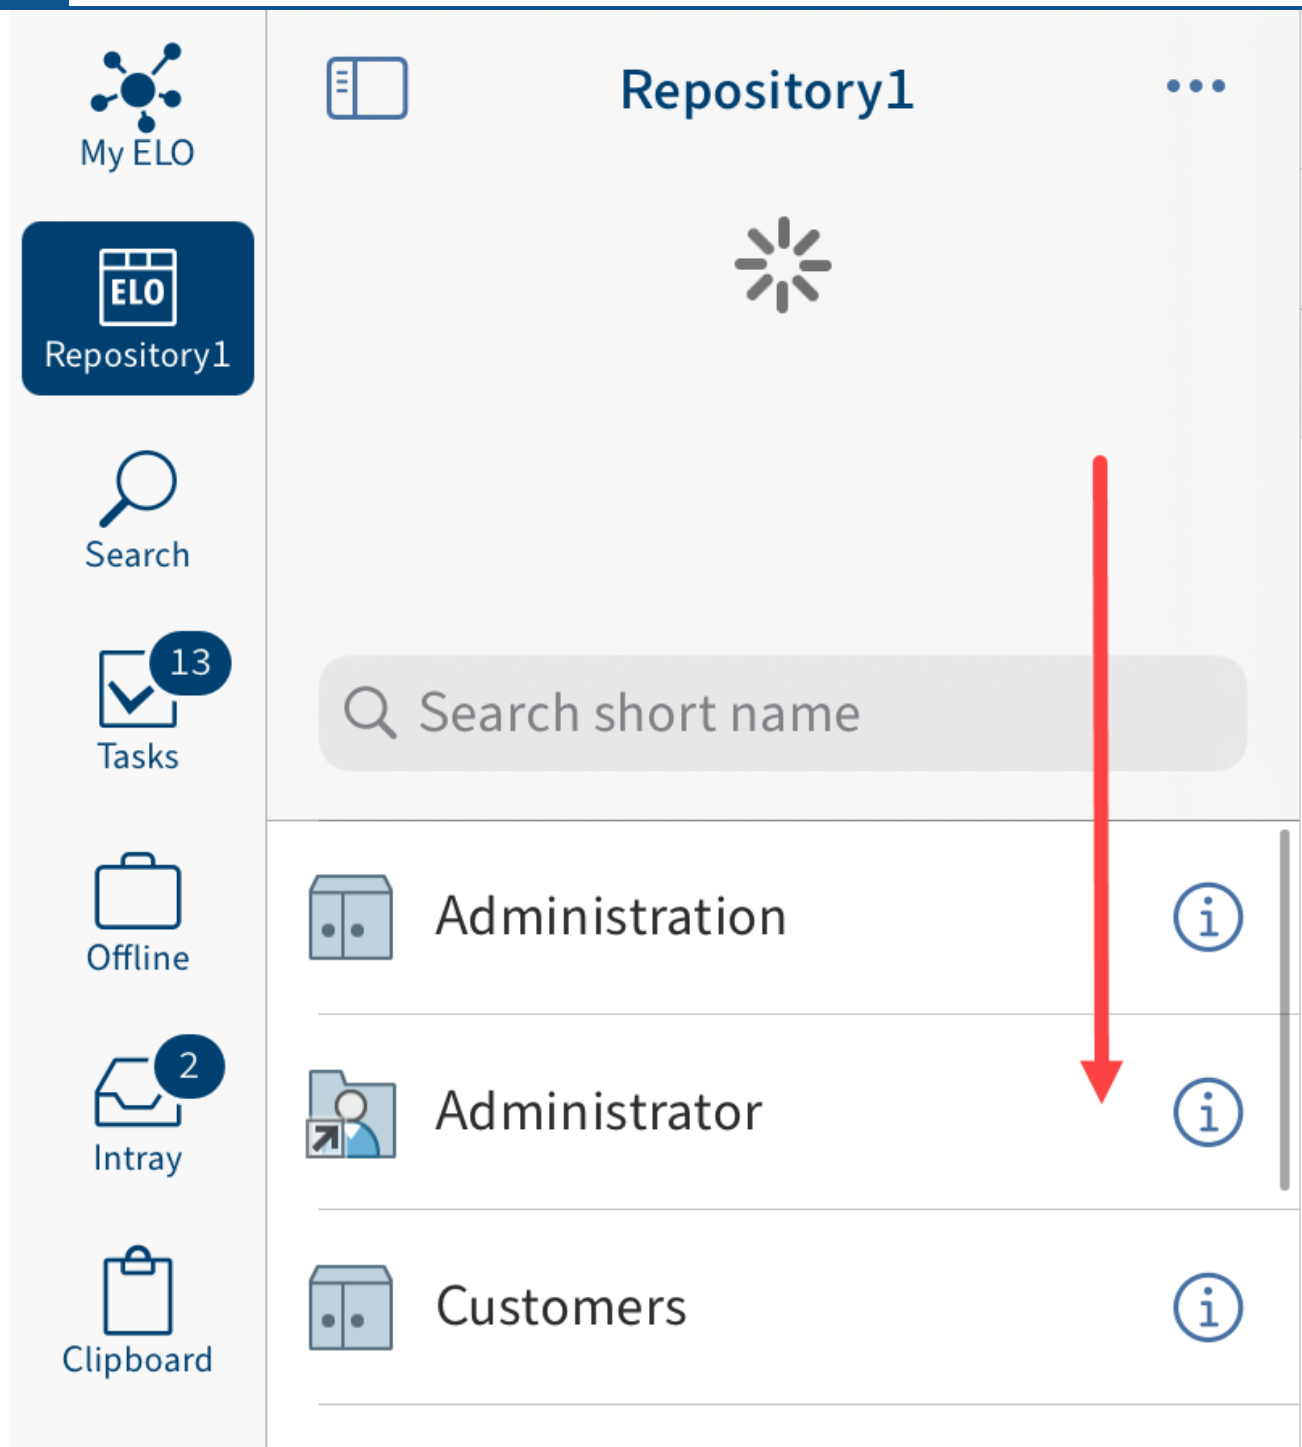 My ELO
ELO
Repository1
Search
13
Tasks
Offline
2
Intray
Clipboard
Repository1
Search short name
Administration
i
Administrator
i
Customers
i